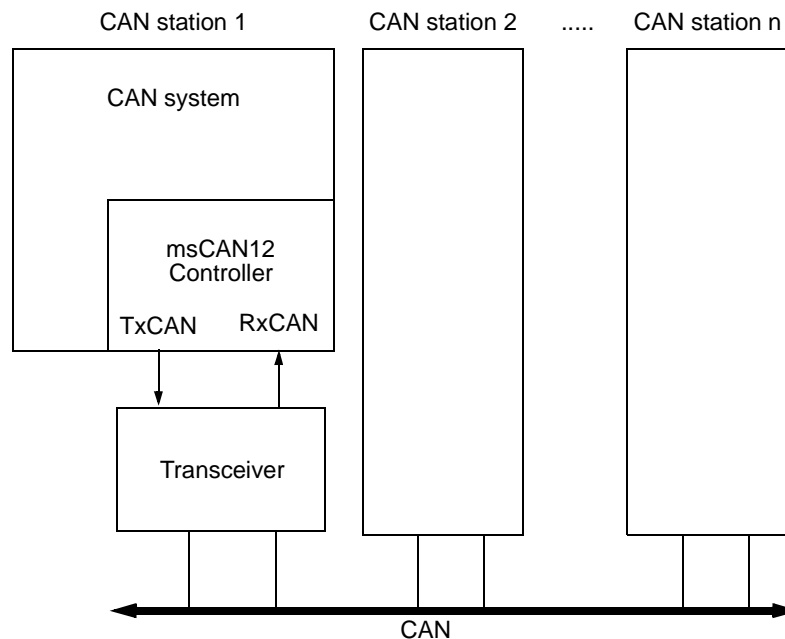 CAN station 1
CAN station 2
.....
CAN station n
CAN system
msCAN12
Controller
TxCAN
RxCAN
Transceiver
CAN